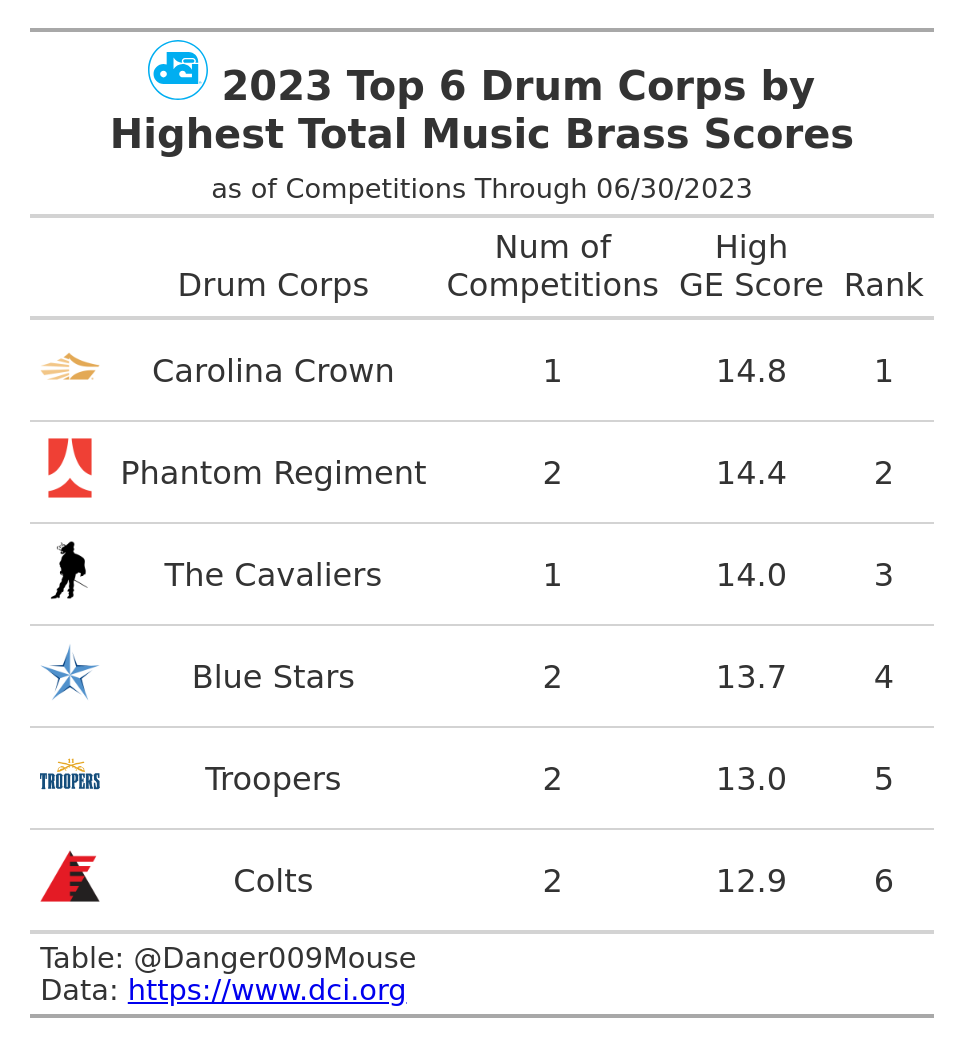 2023 Top 6 Drum Corps by
Highest Total Music Brass Scores
as of Competitions Through 06/30/2023
Drum Corps Num of Competitions High GE Score Rank
Carolina Crown 1 14.8 1
Phantom Regiment 2 14.4 2
The Cavaliers 1 14.0 3
Blue Stars 2 13.7 4
TROOPERS Troopers 2 13.0 5
Colts 2 12.9 6
Table: @Danger009Mouse
Data: https://www.dci.org